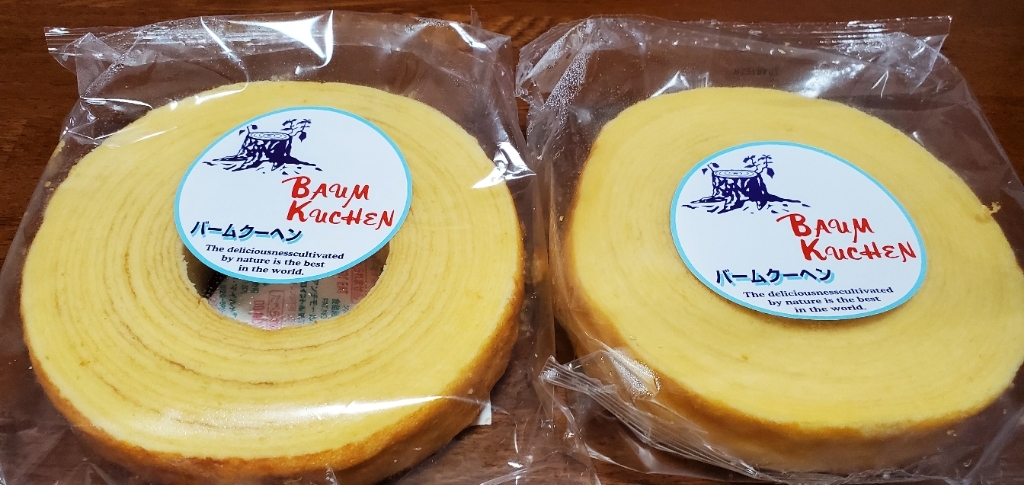 BAUM
KUCHEN
バームクーヘン
The deliciousnesscultivated
by nature is the best
in the world.
BAUM
KUCHEN
バームクーヘン
The deliciousnesscultivated
by nature is the best
in the world.